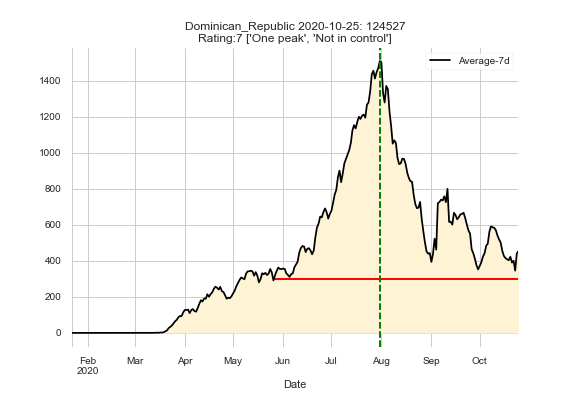 Dominican_Republic 2020-10-25: 124527
Rating:7 ['One peak', 'Not in control']
Average-7d
1400
1200
1000
800
600
400
200
0
Feb Mar Apr May Jun Jul Aug Sep Oct
2020
Date